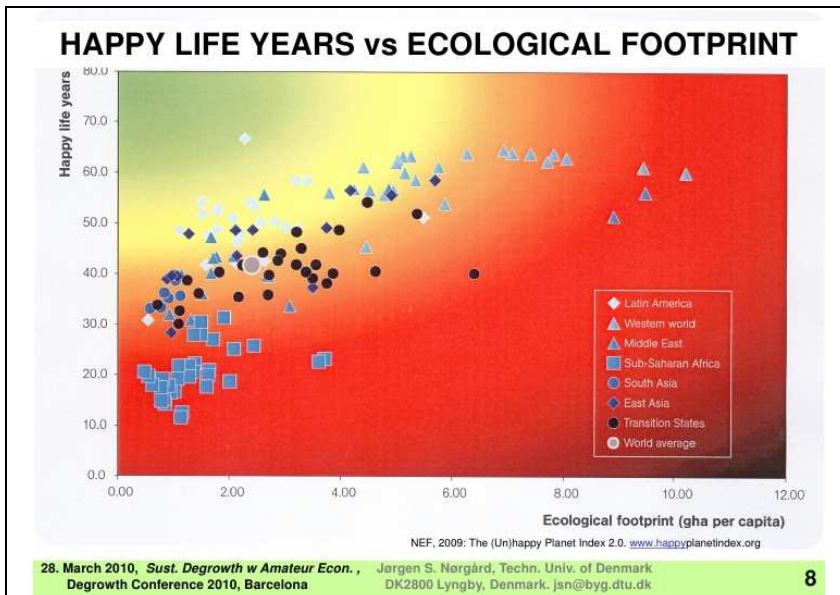 HAPPY LIFE YEARS vs ECOLOGICAL FOOTPRINT
Happy life years
80.0
70.0
60.0
50.0
40.0
30.0
20.0
10.0
0.0
0.00 2.00 4.00 6.00 8.00 10.00 12.00
Latin America
Western world
Middle East
Sub-Saharan Africa
South Asia
East Asia
Transition States
World average
Ecological footprint (gha per capita)
NEF, 2009: The (Un)happy Planet Index 2.0. www.happyplanetindex.org
28. March 2010, Sust. Degrowth w Amateur Econ. , Jørgen S. Nørgård, Techn. Univ. of Denmark
Degrowth Conference 2010, Barcelona DK2800 Lyngby, Denmark. jsn@byg.dtu.dk 8